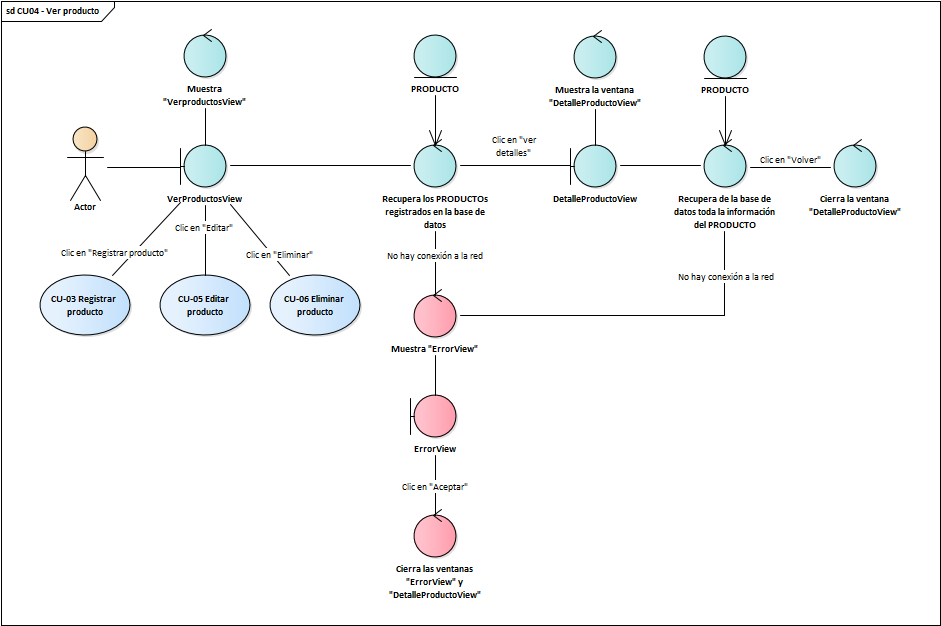 sd CU04 - Ver producto
Muestra
"VerproductosView"
PRODUCTO
Muestra la ventana
"DetalleProductoView"
PRODUCTO
Actor
VerProductosView
Recupera los PRODUCTOs
registrados en la base de
datos
Clic en "ver
detalles"
DetalleProductoView
Recupera de la base de
datos toda la información
del PRODUCTO
Clic en "Volver"
Cierra la ventana
"DetalleProductoView"
Clic en "Registrar producto"
Clic en "Editar"
Clic en "Eliminar"
No hay conexión a la red
No hay conexión a la red
CU-03 Registrar
producto
CU-05 Editar
producto
CU-06 Eliminar
producto
Muestra "ErrorView"
ErrorView
Clic en "Aceptar"
Cierra las ventanas
"ErrorView" y
"DetalleProductoView"